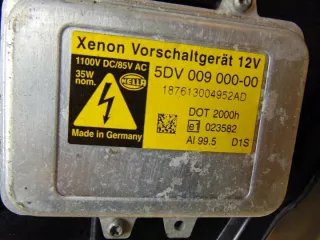 Xenon Vorschaltgerät 12V
1100V DC/85V AC
35W
nom.
HELLA
5DV 009 000-00
187613004952AD
Made in Germany
DOT 2000h
e1 023582
Al 99.5 D1S